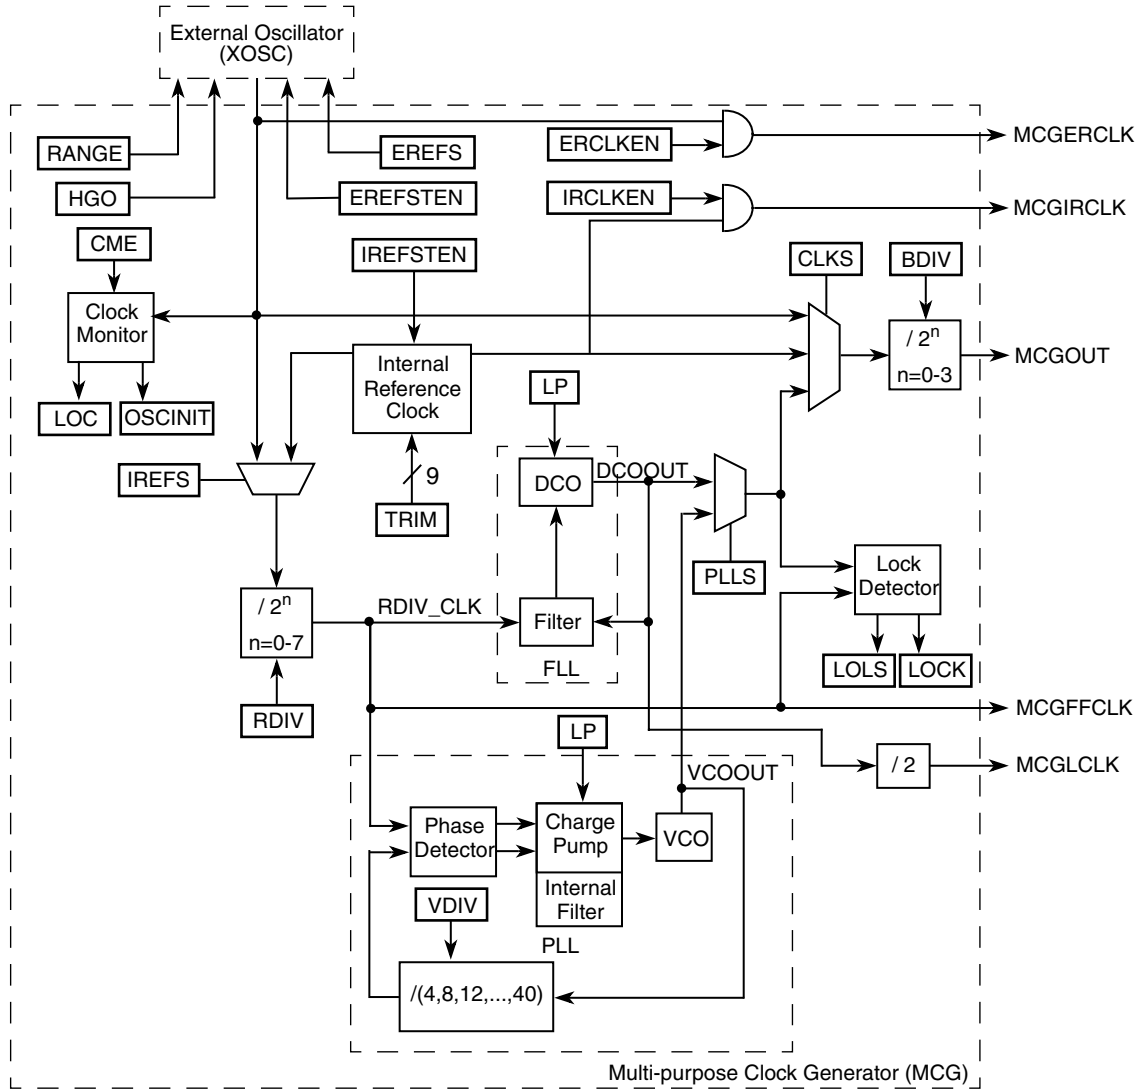 External Oscillator
(XOSC)
MCGERCLK
RANGE
EREFS
ERCLKEN
HGO
EREFSTEN
IRCLKEN
MCGIRCLK
CME
IREFSTEN
CLKS
BDIV
Clock
Monitor
/ 2n
n=0-3
MCGOUT
Internal
Reference
Clock
LP
LOC
OSCINIT
IREFS
9
DCOOUT
DCO
TRIM
PLLS
Lock
Detector
/ 2n
n=0-7
RDIV_CLK
Filter
FLL
LOLS
LOCK
RDIV
MCGFFCLK
LP
/ 2
MCGLCLK
VCOOUT
Phase
Detector
Charge
Pump
VCO
Internal
Filter
VDIV
PLL
/(4,8,12,...,40)
Multi-purpose Clock Generator (MCG)